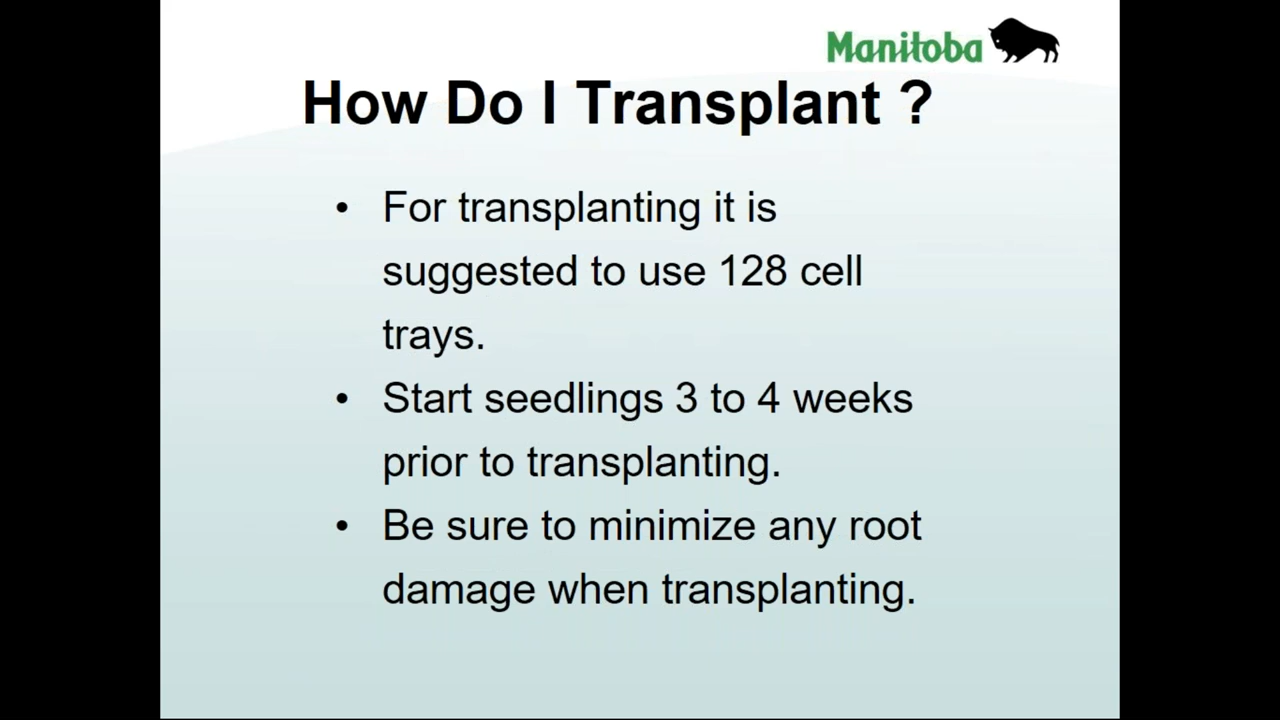 Manitoba
How Do I Transplant ?
• For transplanting it is
suggested to use 128 cell
trays.
• Start seedlings 3 to 4 weeks
prior to transplanting.
• Be sure to minimize any root
damage when transplanting.